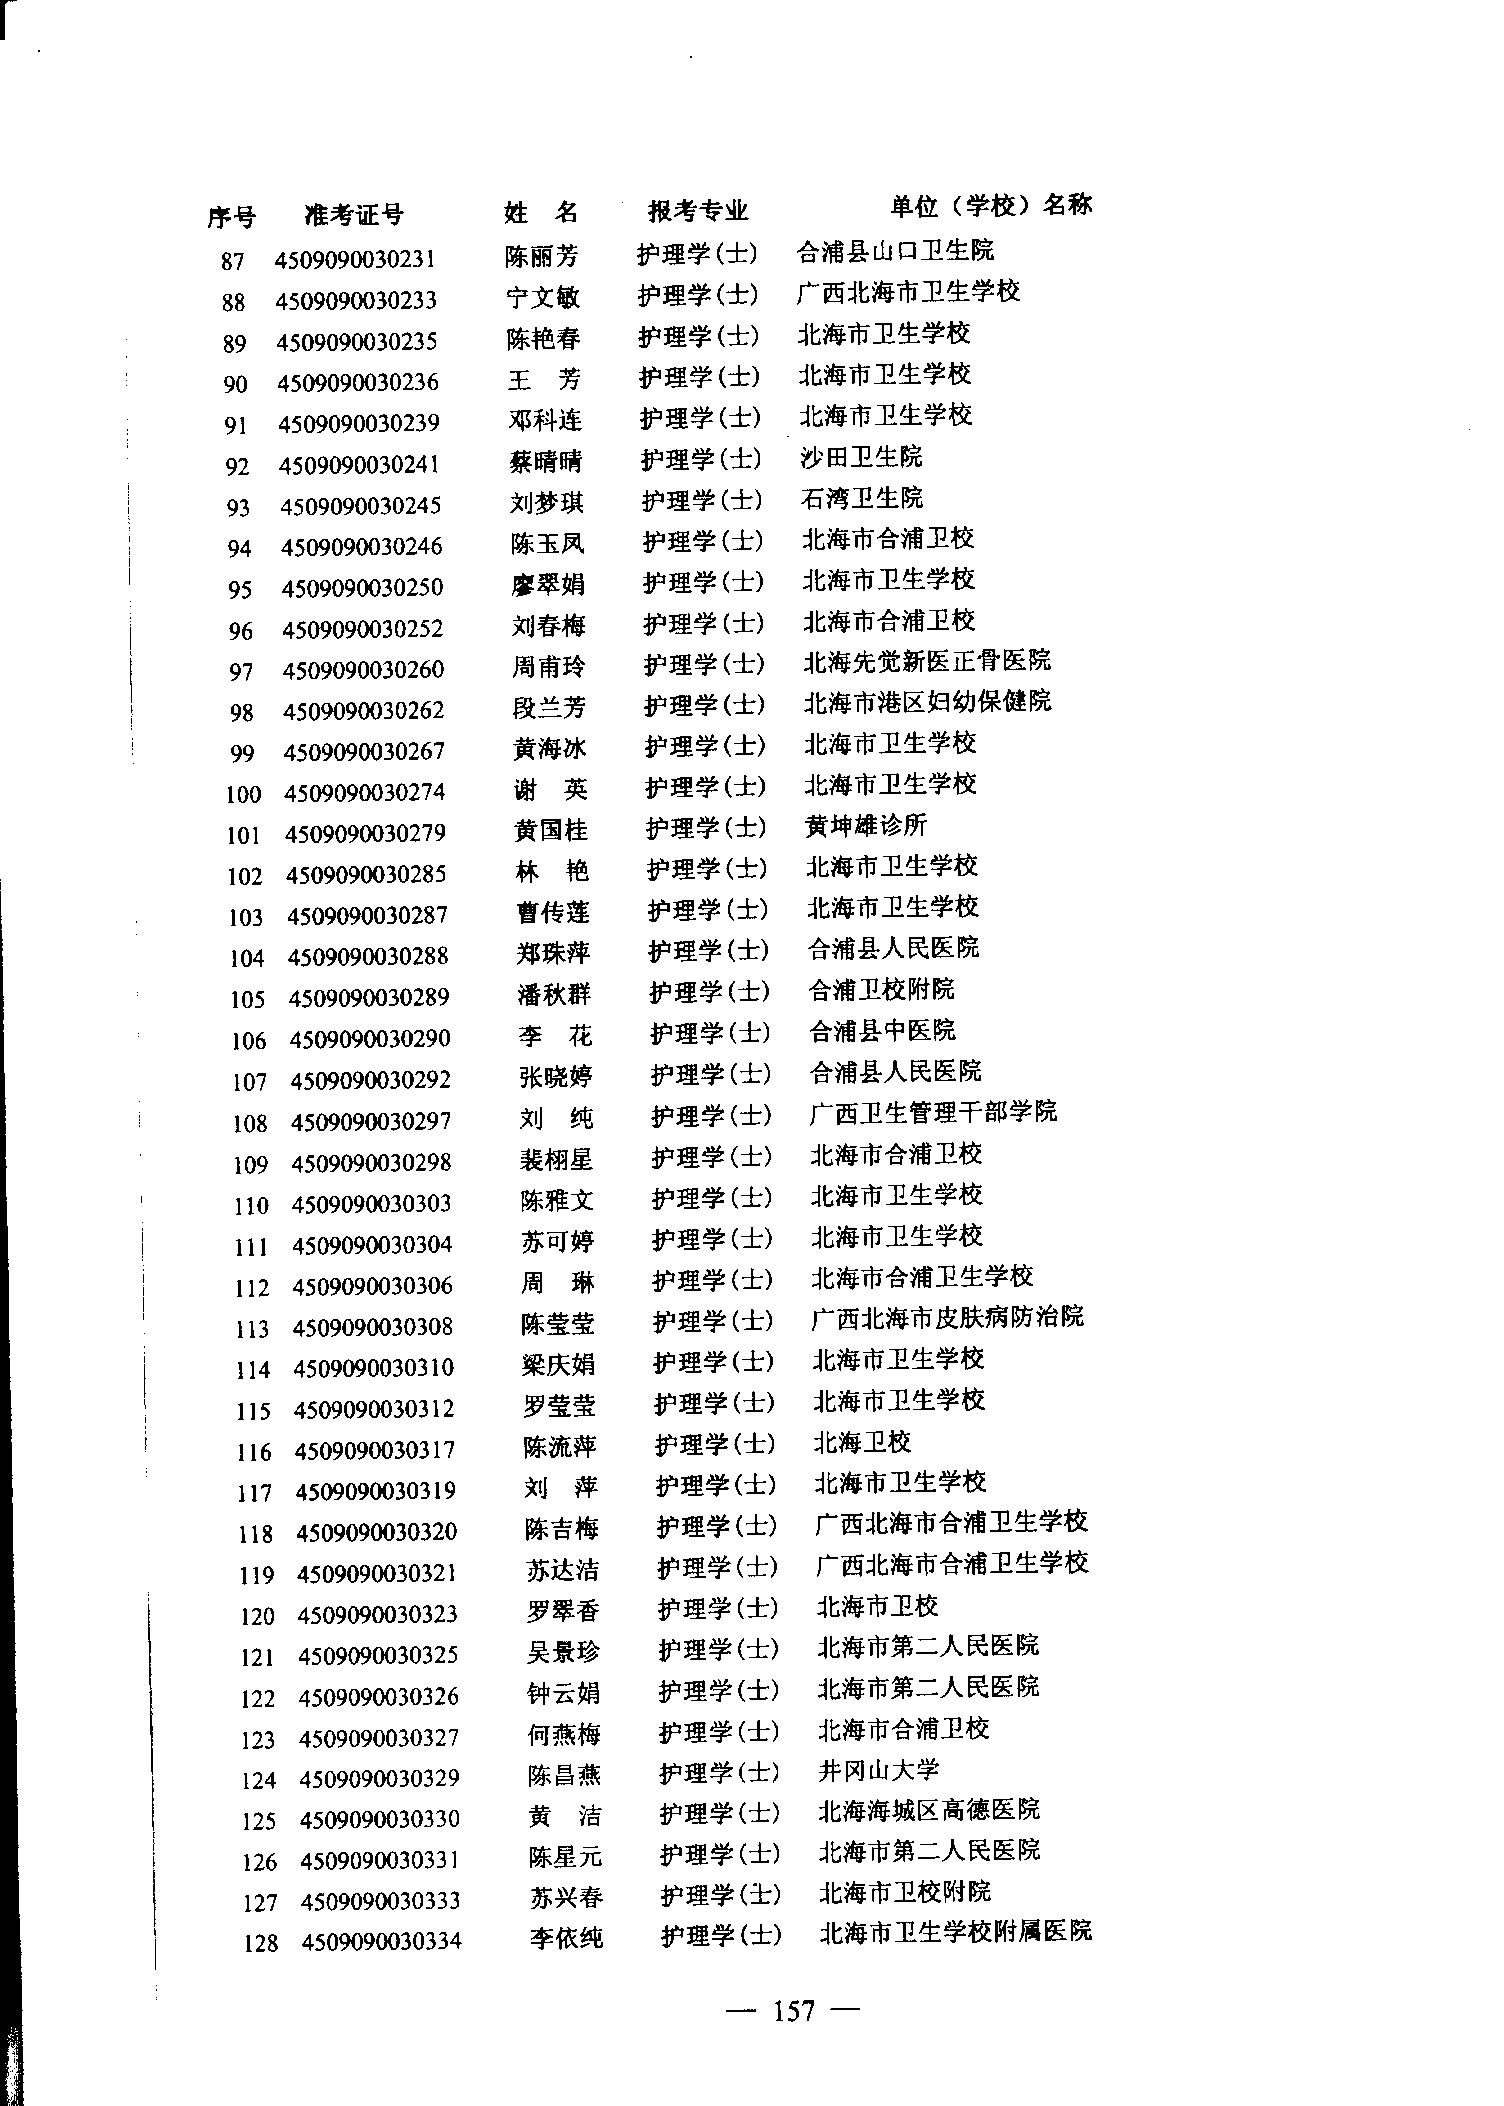 序号 准考证号 姓 名 报考专业 单位（学校）名称
87 4509090030231 陈丽芳 护理学(士) 合浦县山口卫生院
88 4509090030233 宁文敏 护理学(士) 广西北海市卫生学校
89 4509090030235 陈艳春 护理学(士) 北海市卫生学校
90 4509090030236 王 芳 护理学(士) 北海市卫生学校
91 4509090030239 邓科连 护理学(士) 北海市卫生学校
92 4509090030241 蔡晴晴 护理学(士) 沙田卫生院
93 4509090030245 刘梦琪 护理学(士) 石湾卫生院
94 4509090030246 陈玉凤 护理学(士) 北海市合浦卫校
95 4509090030250 廖翠娟 护理学(士) 北海市卫生学校
96 4509090030252 刘春梅 护理学(士) 北海市合浦卫校
97 4509090030260 周甫玲 护理学(士) 北海先觉新医正骨医院
98 4509090030262 段兰芳 护理学(士) 北海市港区妇幼保健院
99 4509090030267 黄海冰 护理学(士) 北海市卫生学校
100 4509090030274 谢 英 护理学(士) 北海市卫生学校
101 4509090030279 黄国桂 护理学(士) 黄坤雄诊所
102 4509090030285 林 艳 护理学(士) 北海市卫生学校
103 4509090030287 曹传莲 护理学(士) 北海市卫生学校
104 4509090030288 郑珠萍 护理学(士) 合浦县人民医院
105 4509090030289 潘秋群 护理学(士) 合浦卫校附院
106 4509090030290 李 花 护理学(士) 合浦县中医院
107 4509090030292 张晓婷 护理学(士) 合浦县人民医院
108 4509090030297 刘 纯 护理学(士) 广西卫生管理干部学院
109 4509090030298 裴栩星 护理学(士) 北海市合浦卫校
110 4509090030303 陈雅文 护理学(士) 北海市卫生学校
111 4509090030304 苏可婷 护理学(士) 北海市卫生学校
112 4509090030306 周 琳 护理学(士) 北海市合浦卫生学校
113 4509090030308 陈莹莹 护理学(士) 广西北海市皮肤病防治院
114 4509090030310 梁庆娟 护理学(士) 北海市卫生学校
115 4509090030312 罗莹莹 护理学(士) 北海市卫生学校
116 4509090030317 陈流萍 护理学(士) 北海卫校
117 4509090030319 刘 萍 护理学(士) 北海市卫生学校
118 4509090030320 陈吉梅 护理学(士) 广西北海市合浦卫生学校
119 4509090030321 苏达洁 护理学(士) 广西北海市合浦卫生学校
120 4509090030323 罗翠香 护理学(士) 北海市卫校
121 4509090030325 吴景珍 护理学(士) 北海市第二人民医院
122 4509090030326 钟云娟 护理学(士) 北海市第二人民医院
123 4509090030327 何燕梅 护理学(士) 北海市合浦卫校
124 4509090030329 陈昌燕 护理学(士) 井冈山大学
125 4509090030330 黄 洁 护理学(士) 北海海城区高德医院
126 4509090030331 陈星元 护理学(士) 北海市第二人民医院
127 4509090030333 苏兴春 护理学(士) 北海市卫校附院
128 4509090030334 李依纯 护理学(士) 北海市卫生学校附属医院
— 157 —